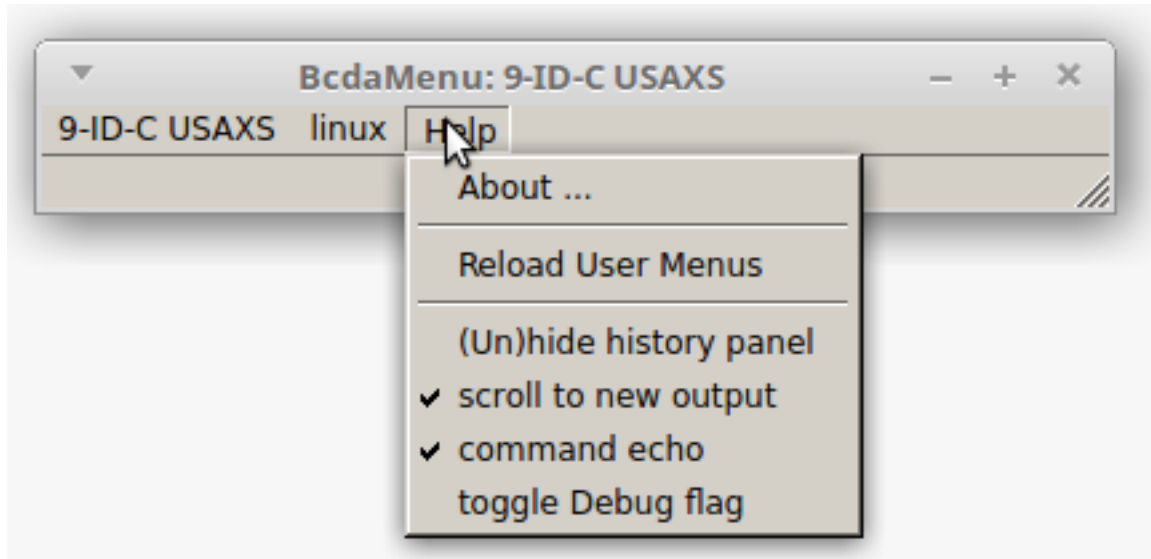 BcdaMenu: 9-ID-C USAXS
9-ID-C USAXS linux Help
About ...
Reload User Menus
(Un)hide history panel
scroll to new output
command echo
toggle Debug flag